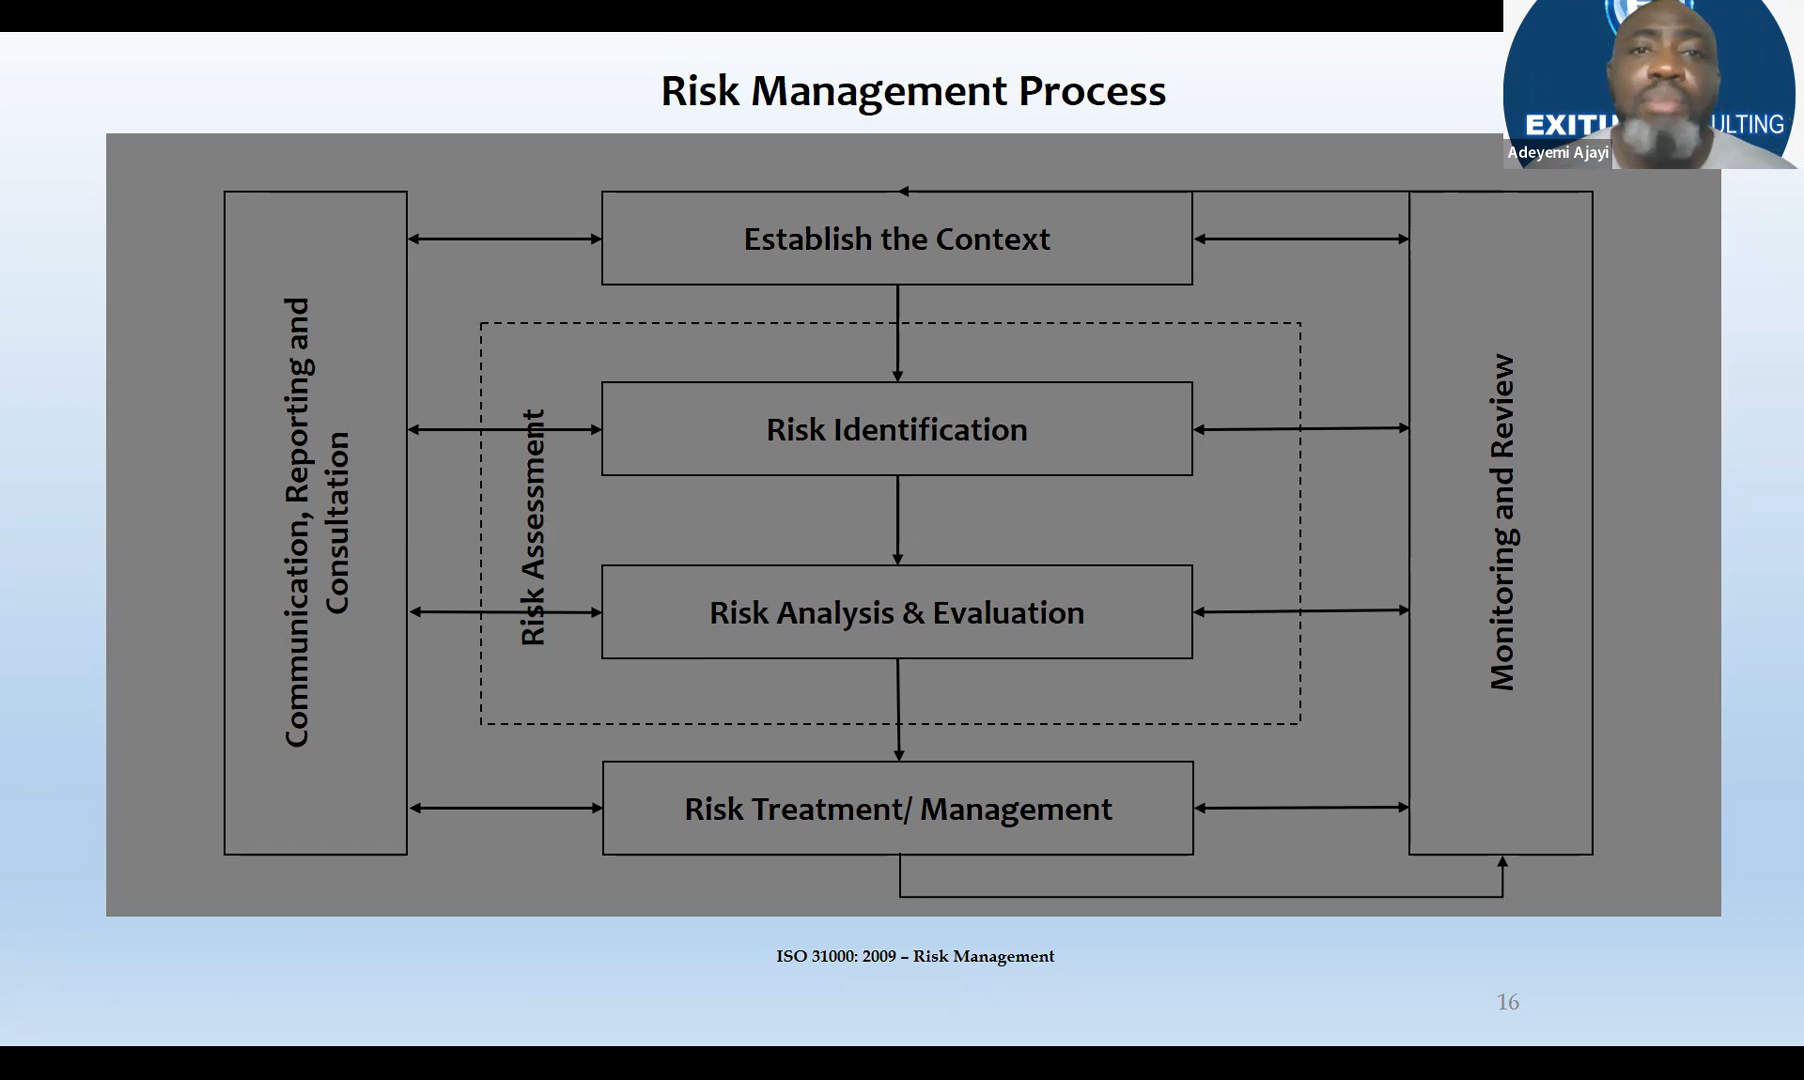 Risk Management Process
EXITU ULTING
Adeyemi Ajayi
Establish the Context
Communication, Reporting and
Consultation
Risk Assessment
Risk Identification
Risk Analysis & Evaluation
Risk Treatment/ Management
Monitoring and Review
ISO 31000: 2009 – Risk Management
16